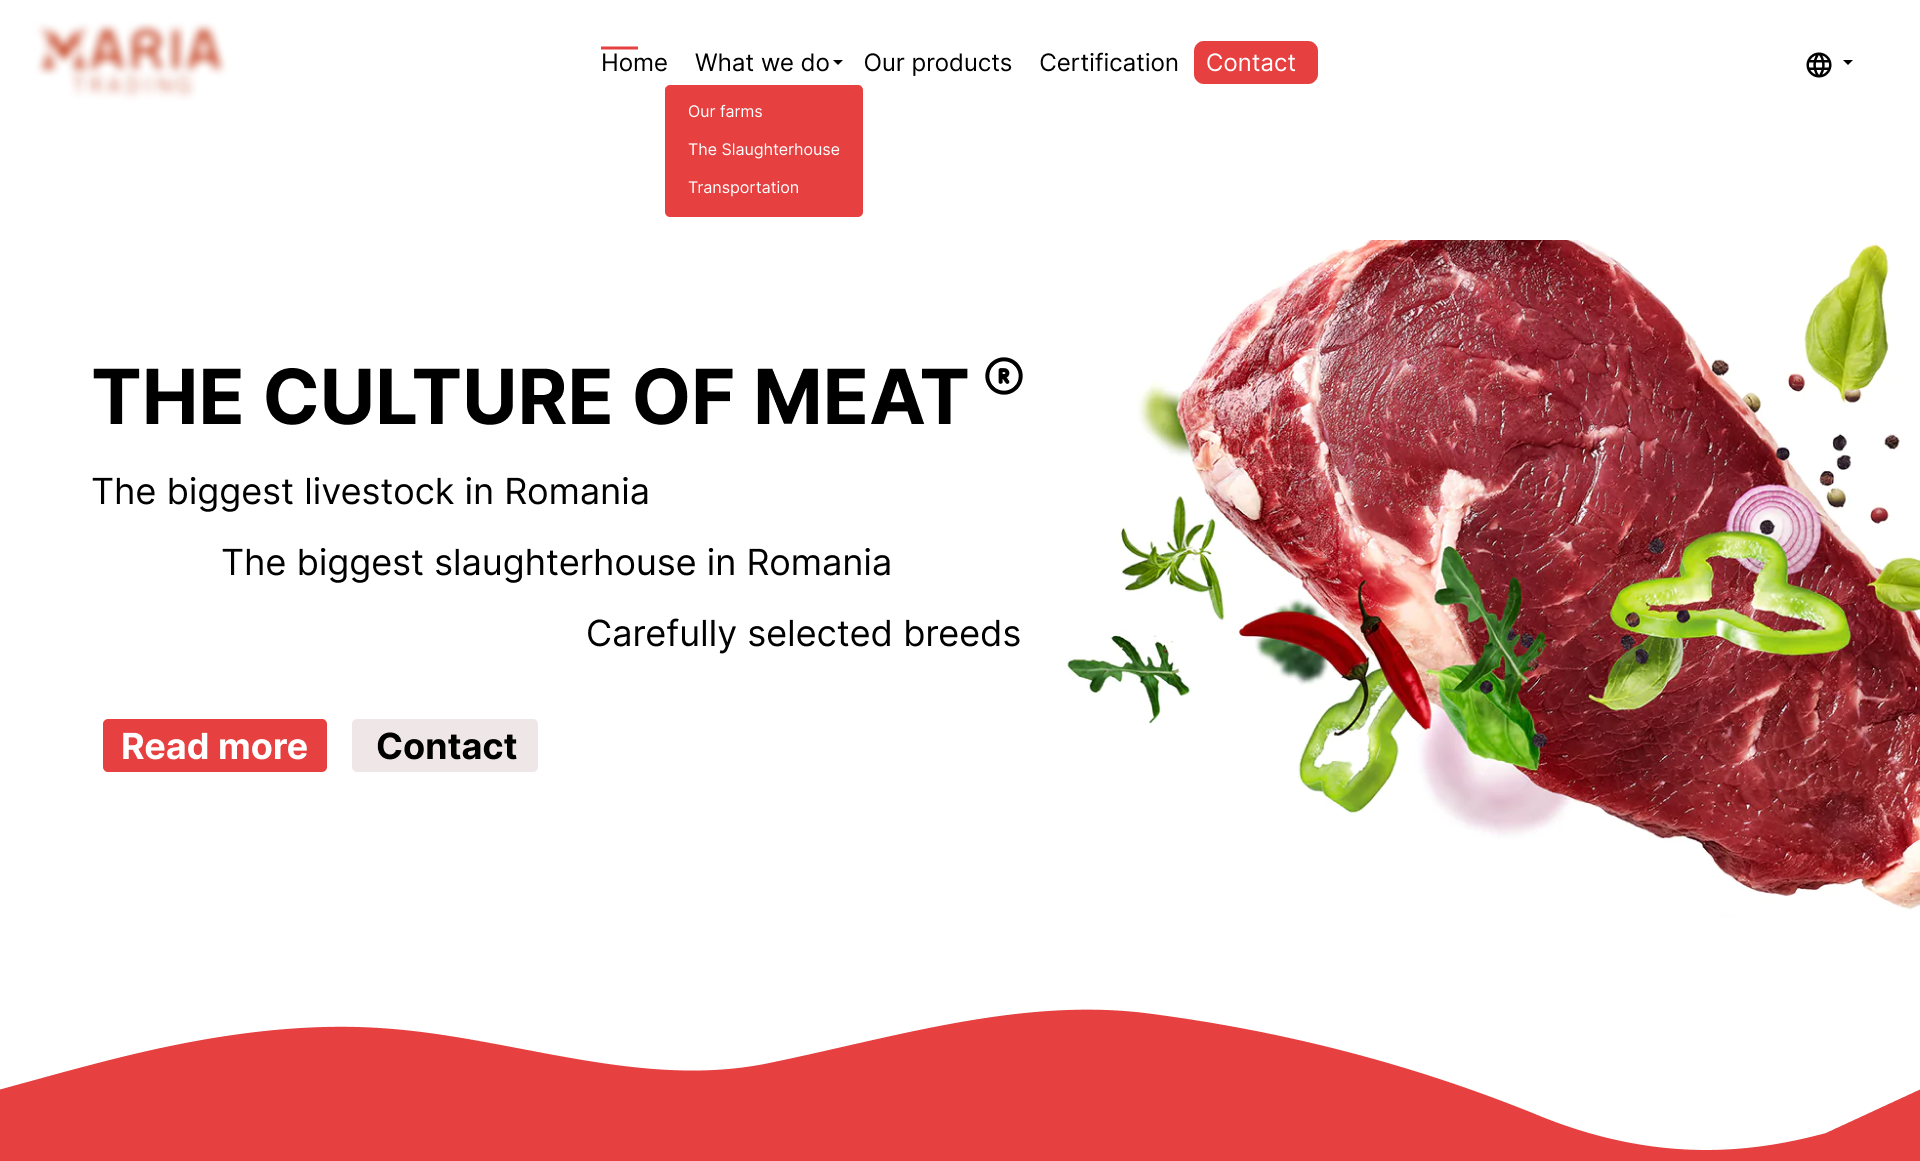 MARIA
TRADING
Home What we do Our products Certification Contact
Our farms
The Slaughterhouse
Transportation
THE CULTURE OF MEAT ®
The biggest livestock in Romania
The biggest slaughterhouse in Romania
Carefully selected breeds
Read more Contact